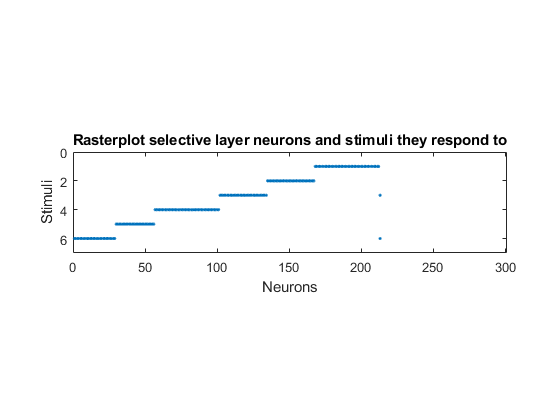 Rasterplot selective layer neurons and stimuli they respond to
0
2
4
6
Stimuli
0 50 100 150 200 250 300
Neurons